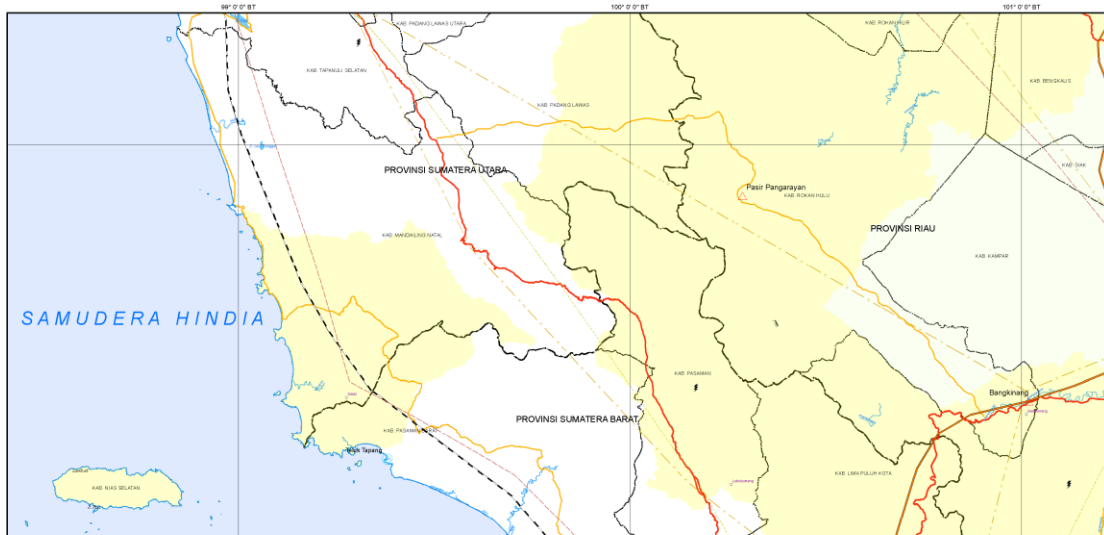 99° 0' 0' BT
100° 0' 0' BT
101° 0' 0' BT
KAB. PADANG LAWAS UTARA
KAB. ROKAN HILIR
KAB. TAPANULI SELATAN
KAB. BENGKALIS
KAB. PADANG LAWAS
KAB. SIAK
PROVINSI SUMATERA UTARA
Pasir Pangarayan
KAB. ROKAN HULU
PROVINSI RIAU
KAB. MANDAILING NATAL
KAB. KAMPAR
SAMUDERA HINDIA
KAB. PASAMAN
Bangkinang
PROVINSI SUMATERA BARAT
KAB. PASAMAN BARAT
Teluk Tapang
KAB. LIMA PULUH KOTA
KAB. NIAS SELATAN